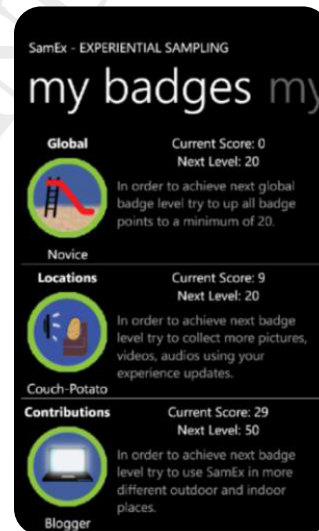 SamEx - EXPERIENTIAL SAMPLING
my badges my
Global
Current Score: 0
Next Level: 20
In order to achieve next global
badge level try to up all badge
points to a minimum of 20.
Novice
Locations
Current Score: 9
Next Level: 20
In order to achieve next badge
level try to collect more pictures,
videos, audios using your
experience updates.
Couch-Potato
Contributions
Current Score: 29
Next Level: 50
In order to achieve next badge
level try to use SamEx in more
different outdoor and indoor
places.
Blogger